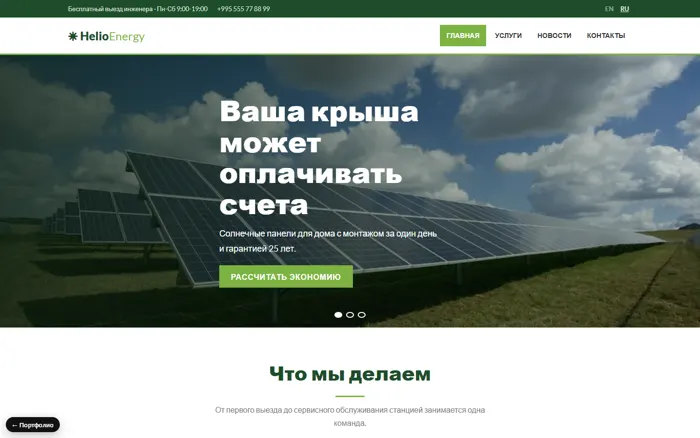 Бесплатный выезд инженера · Пн-Сб 9:00-19:00 +995 555 77 88 99 EN RU
HelioEnergy ГЛАВНАЯ УСЛУГИ НОВОСТИ КОНТАКТЫ
Ваша крыша
может
оплачивать
счета
Солнечные панели для дома с монтажом за один день
и гарантией 25 лет.
РАССЧИТАТЬ ЭКОНОМИЮ
Что мы делаем
От первого выезда до сервисного обслуживания станцией занимается одна
команда.
← Портфолио